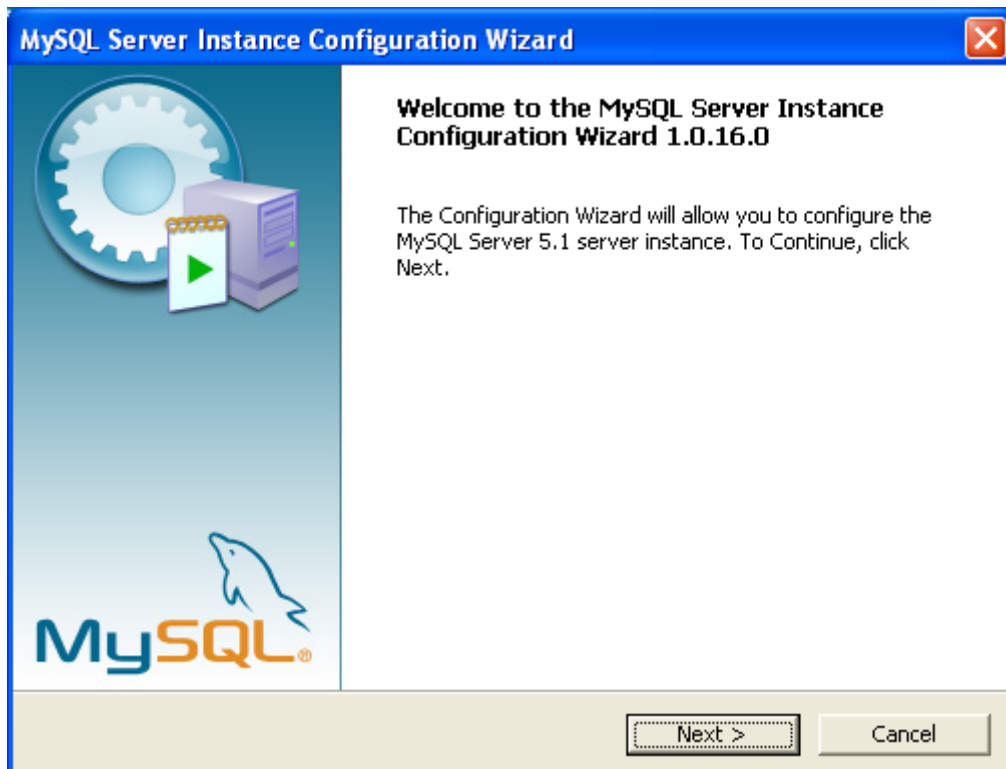 MySQL Server Instance Configuration Wizard
Welcome to the MySQL Server Instance
Configuration Wizard 1.0.16.0
The Configuration Wizard will allow you to configure the
MySQL Server 5.1 server instance. To Continue, click
Next.
MySQL®
Next >
Cancel